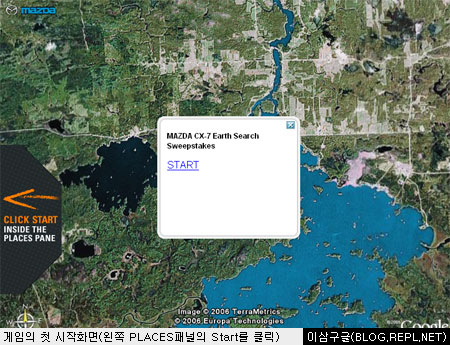 mazda
MAZDA CX-7 Earth Search
Sweepstakes
START
CLICK START
INSIDE THE
PLACES PANE
N
Image © 2006 TerraMetrics
© 2006 Europa Technologies
Google
게임의 첫 시작화면(왼쪽 PLACES패널의 Start를 클릭)
이삼구글(BLOG.REPL.NET)